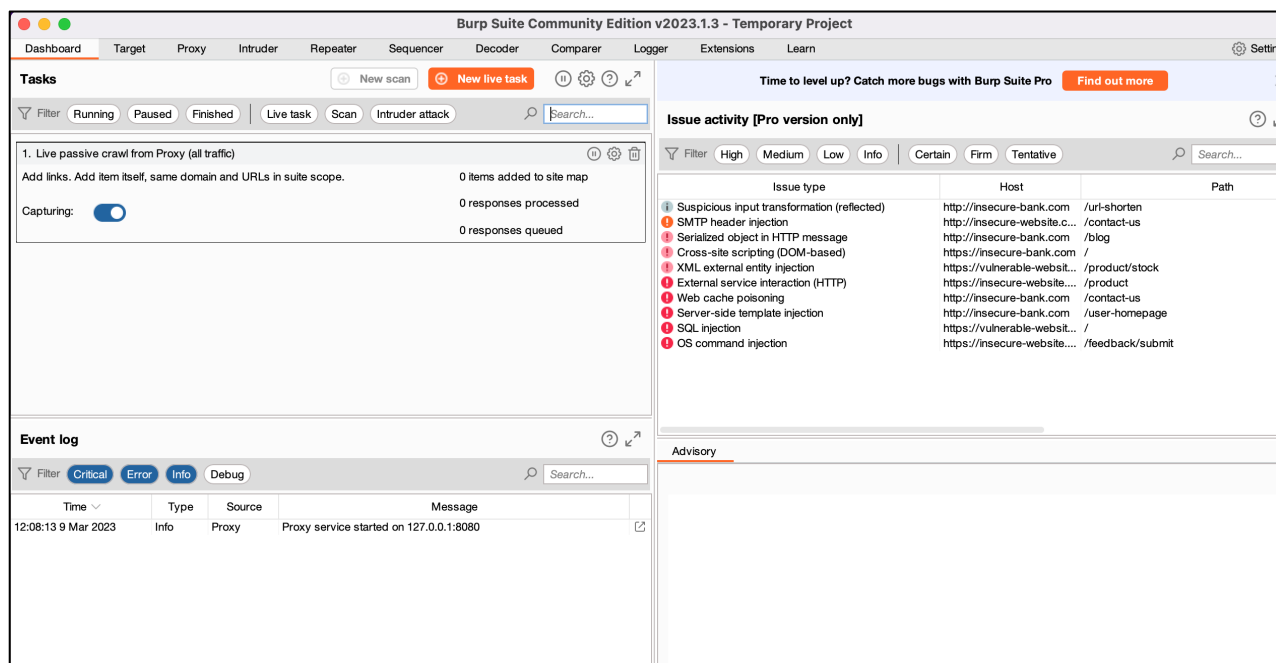 Burp Suite Community Edition v2023.1.3 - Temporary Project
Dashboard Target Proxy Intruder Repeater Sequencer Decoder Comparer Logger Extensions Learn
Tasks New scan New live task
Filter Running Paused Finished Live task Scan Intruder attack Search...
1. Live passive crawl from Proxy (all traffic)
Add links. Add item itself, same domain and URLs in suite scope. 0 items added to site map
Capturing: 0 responses processed
0 responses queued
Event log
Filter Critical Error Info Debug Search...
Time Type Source Message
12:08:13 9 Mar 2023 Info Proxy Proxy service started on 127.0.0.1:8080
Time to level up? Catch more bugs with Burp Suite Pro Find out more
Issue activity [Pro version only]
Filter High Medium Low Info Certain Firm Tentative Search...
Issue type Host Path
Suspicious input transformation (reflected) http://insecure-bank.com /url-shorten
SMTP header injection http://insecure-website.c... /contact-us
Serialized object in HTTP message http://insecure-bank.com /blog
Cross-site scripting (DOM-based) https://insecure-bank.com /
XML external entity injection https://vulnerable-websit... /product/stock
External service interaction (HTTP) https://insecure-website.... /product
Web cache poisoning http://insecure-bank.com /contact-us
Server-side template injection http://insecure-bank.com /user-homepage
SQL injection https://vulnerable-websit... /
OS command injection https://insecure-website.... /feedback/submit
Advisory